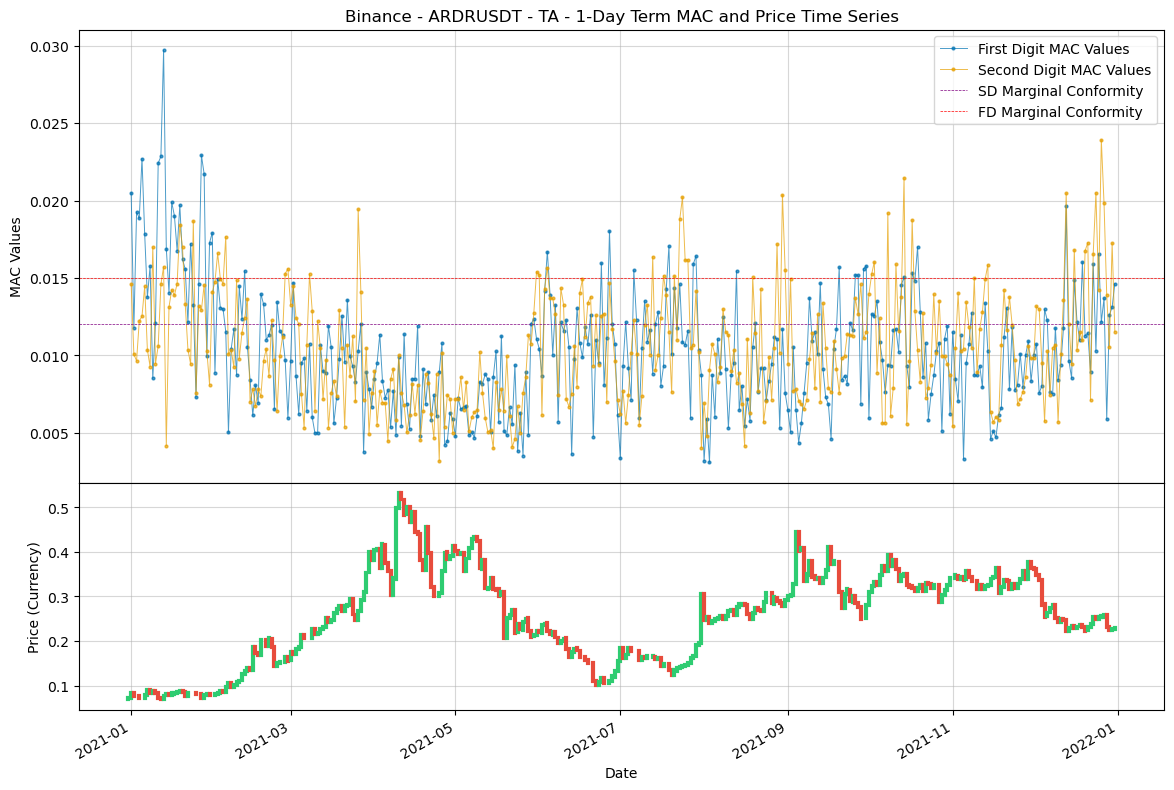 Binance - ARDRUSDT - TA - 1-Day Term MAC and Price Time Series
First Digit MAC Values
Second Digit MAC Values
SD Marginal Conformity
FD Marginal Conformity
MAC Values
0.030
0.025
0.020
0.015
0.010
0.005
Price (Currency)
0.5
0.4
0.3
0.2
0.1
2021-01
2021-03
2021-05
2021-07
2021-09
2021-11
2022-01
Date